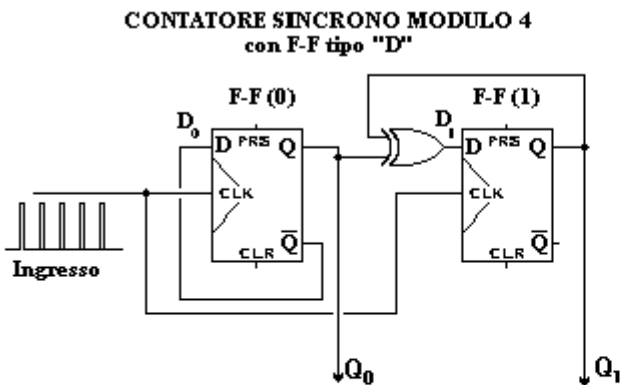 CONTATORE SINCRONO MODULO 4
con F-F tipo "D"
F-F (0)
F-F (1)
D0
D PRS Q
CLK
Q̅
CLR
D1
D PRS Q
CLK
Q̅
CLR
Ingresso
Q0
Q1